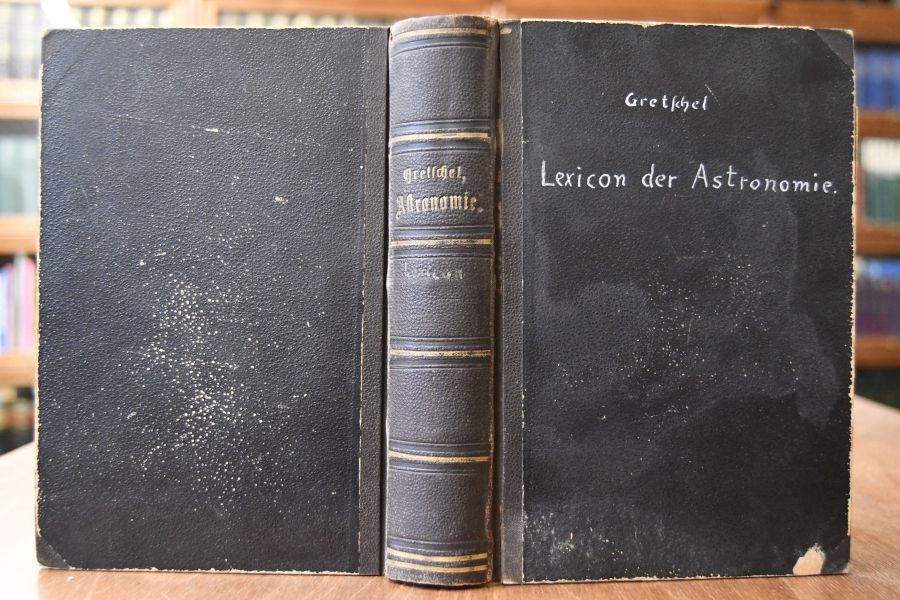 Gretschel,
Astronomie.
Lexicon
Gretſchel
Lexicon der Astronomie.